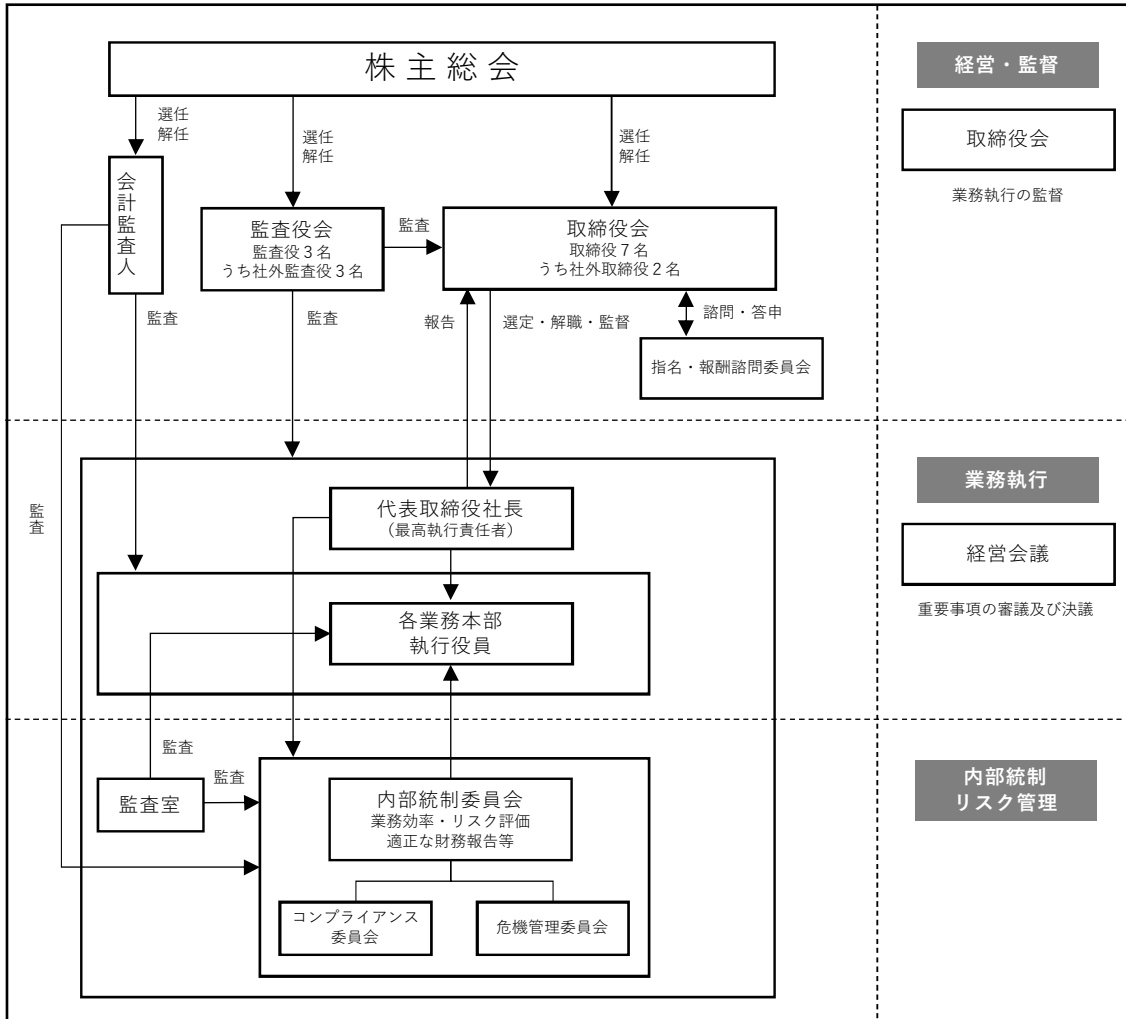 株主総会
経営・監督
選任
解任
選任
解任
選任
解任
取締役会
業務執行の監督
会計監査人
監査役会
監査役３名
うち社外監査役３名
監査
取締役会
取締役７名
うち社外取締役２名
監査
監査
報告
選定・解職・監督
諮問・答申
指名・報酬諮問委員会
業務執行
監査
代表取締役社長
（最高執行責任者）
経営会議
重要事項の審議及び決議
各業務本部
執行役員
監査
監査
内部統制
リスク管理
監査室
内部統制委員会
業務効率・リスク評価
適正な財務報告等
コンプライアンス
委員会
危機管理委員会